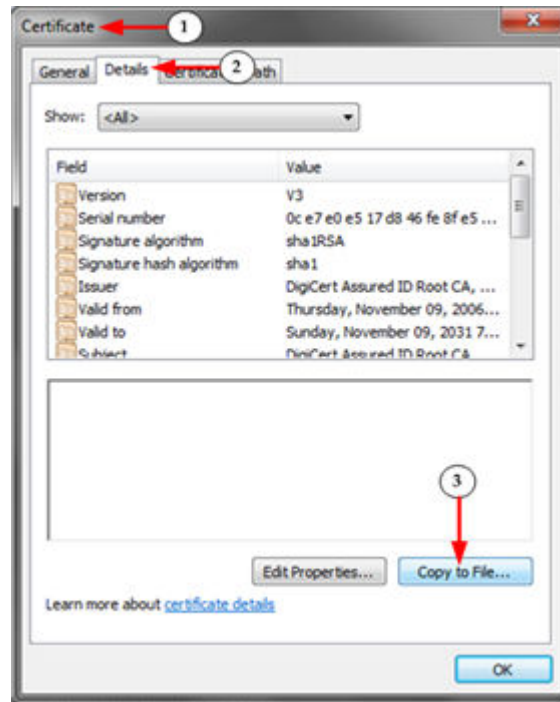 Certificate 1
General Details 2 ath
Show: <All>
Field Value
Version V3
Serial number 0c e7 e0 e5 17 d8 46 fe 8f e5 ...
Signature algorithm sha1RSA
Signature hash algorithm sha1
Issuer DigiCert Assured ID Root CA, ...
Valid from Thursday, November 09, 2006...
Valid to Sunday, November 09, 2031 7...
Subject DigiCert Assured ID Root CA
3
Edit Properties... Copy to File...
Learn more about certificate details
OK